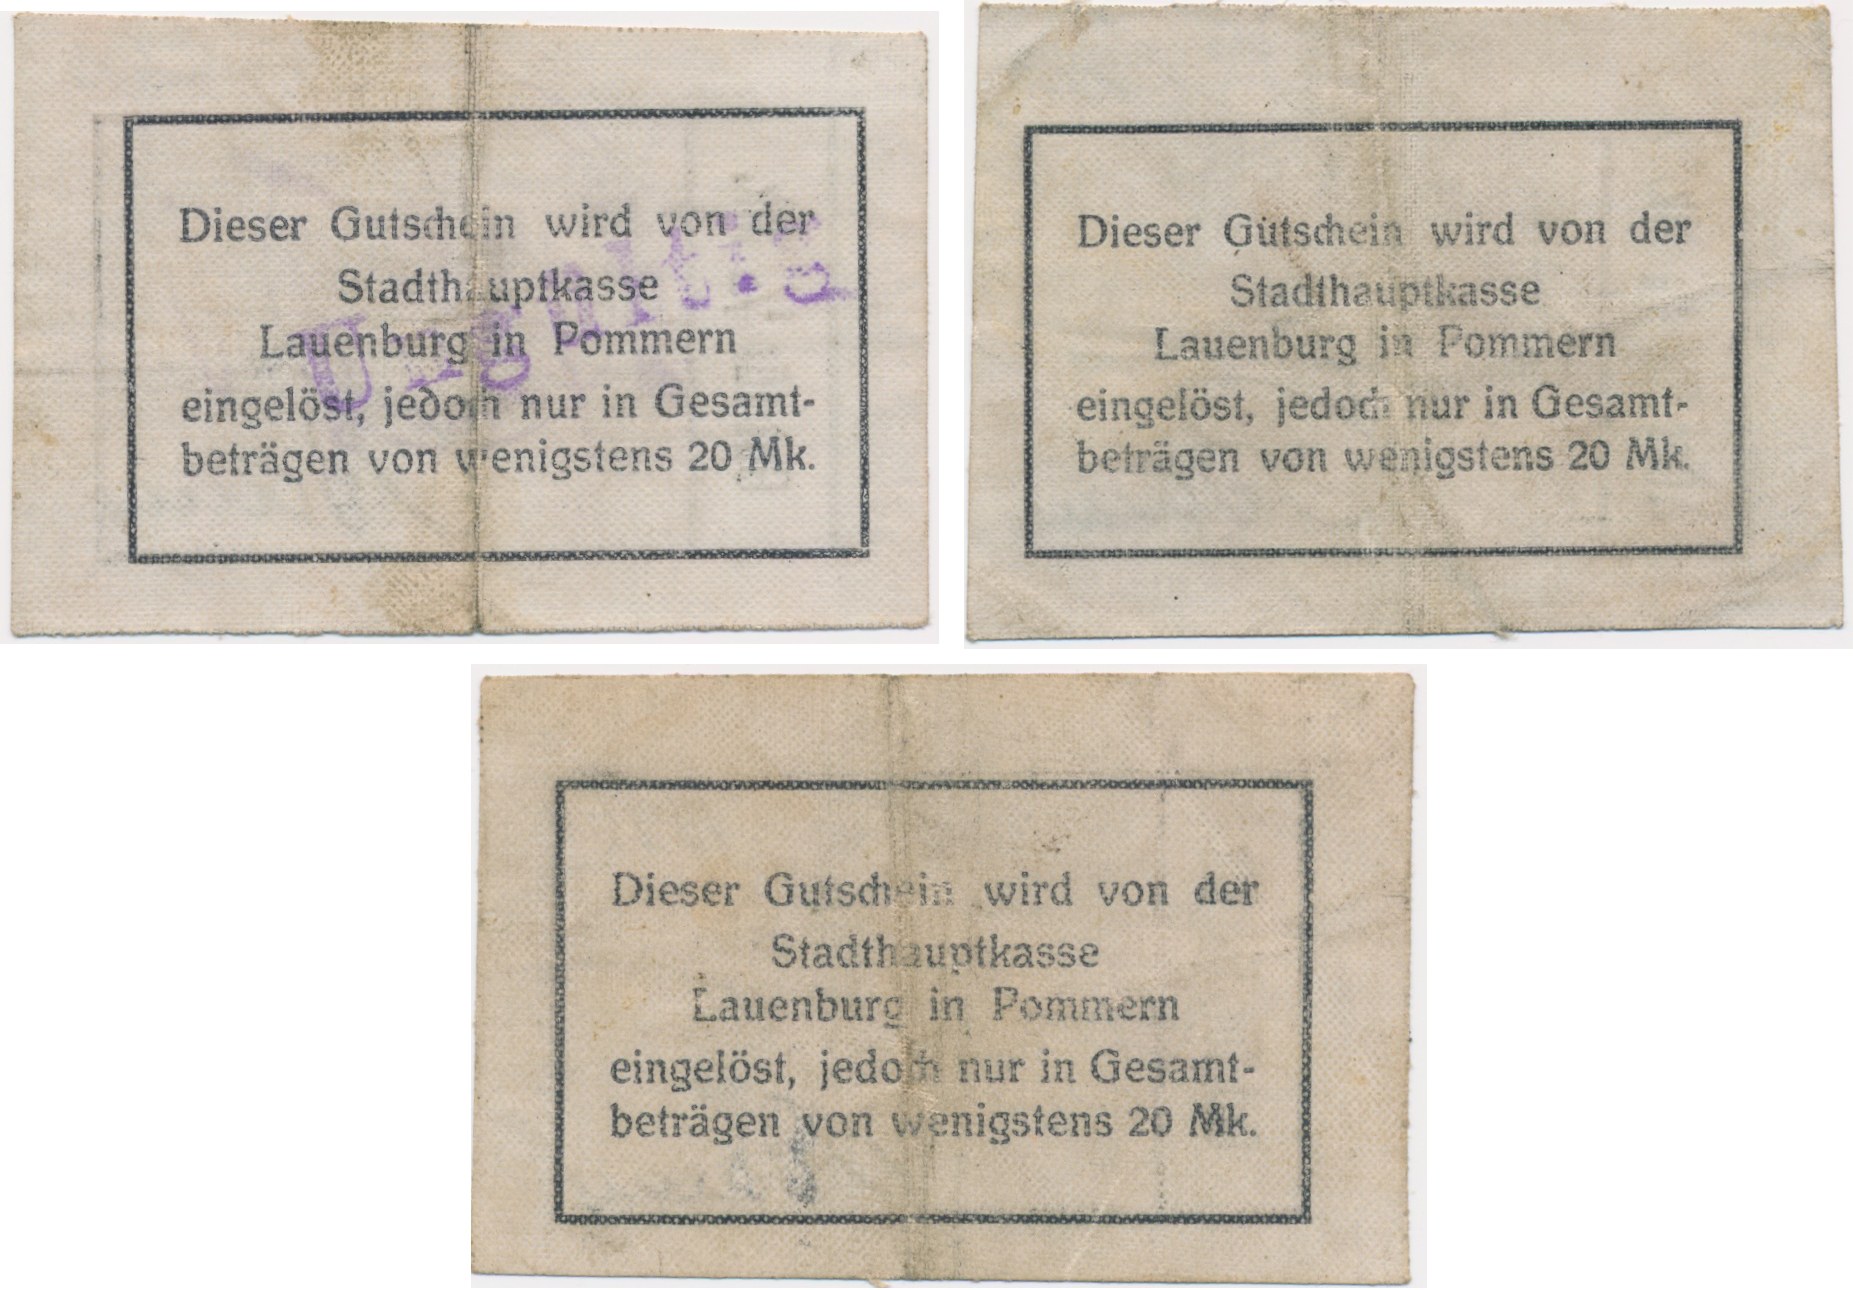 Dieser Gutschein wird von der
Stadthauptkasse
Lauenburg in Pommern
eingelöst, jedoch nur in Gesamt-
beträgen von wenigstens 20 Mk.
Ungültig
Dieser Gutschein wird von der
Stadthauptkasse
Lauenburg in Pommern
eingelöst, jedoch nur in Gesamt-
beträgen von wenigstens 20 Mk.
Dieser Gutschein wird von der
Stadthauptkasse
Lauenburg in Pommern
eingelöst, jedoch nur in Gesamt-
beträgen von wenigstens 20 Mk.